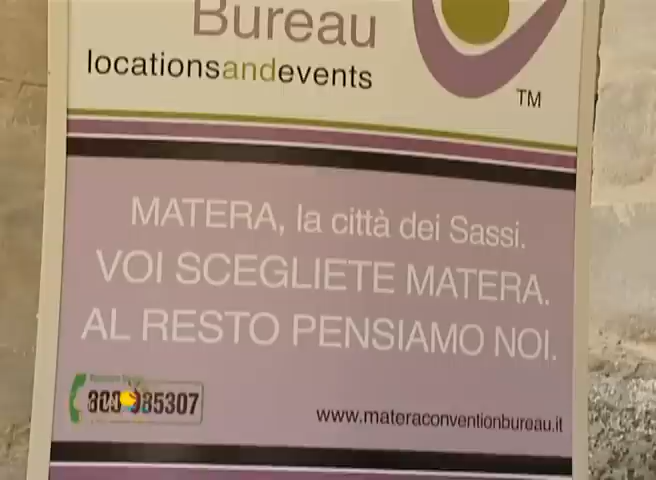 Bureau
locationsandevents
TM
MATERA, la città dei Sassi.
VOI SCEGLIETE MATERA.
AL RESTO PENSIAMO NOI.
985307
www.materaconventionbureau.it